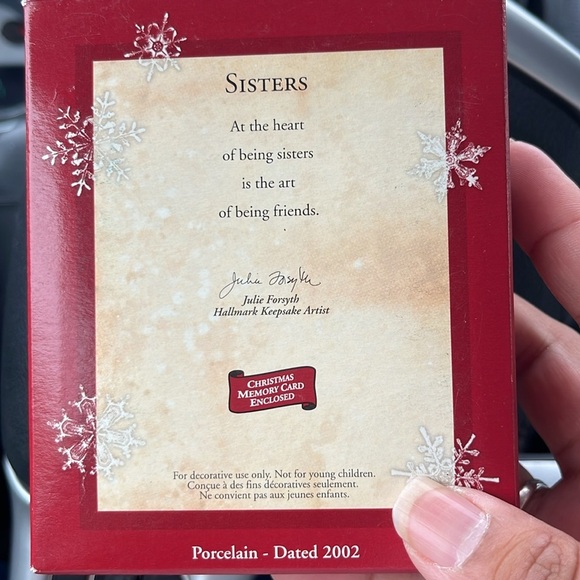 SISTERS
At the heart
of being sisters
is the art
of being friends.
Julie Forsyth
Julie Forsyth
Hallmark Keepsake Artist
CHRISTMAS
MEMORY CARD
ENCLOSED
For decorative use only. Not for young children.
Conçue à des fins décoratives seulement.
Ne convient pas aux jeunes enfants.
Porcelain - Dated 2002